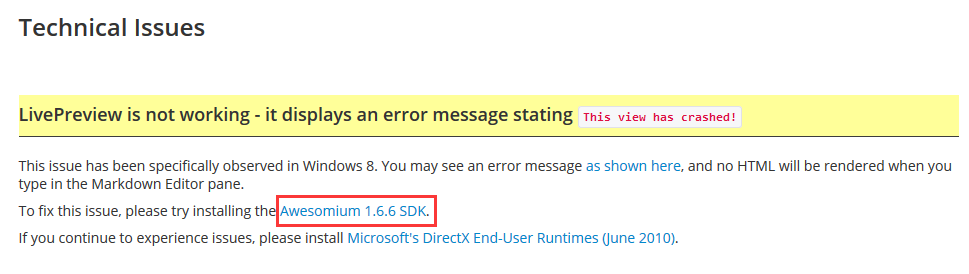 Technical Issues
LivePreview is not working - it displays an error message stating This view has crashed!
This issue has been specifically observed in Windows 8. You may see an error message as shown here, and no HTML will be rendered when you
type in the Markdown Editor pane.
To fix this issue, please try installing the Awesomium 1.6.6 SDK.
If you continue to experience issues, please install Microsoft's DirectX End-User Runtimes (June 2010).